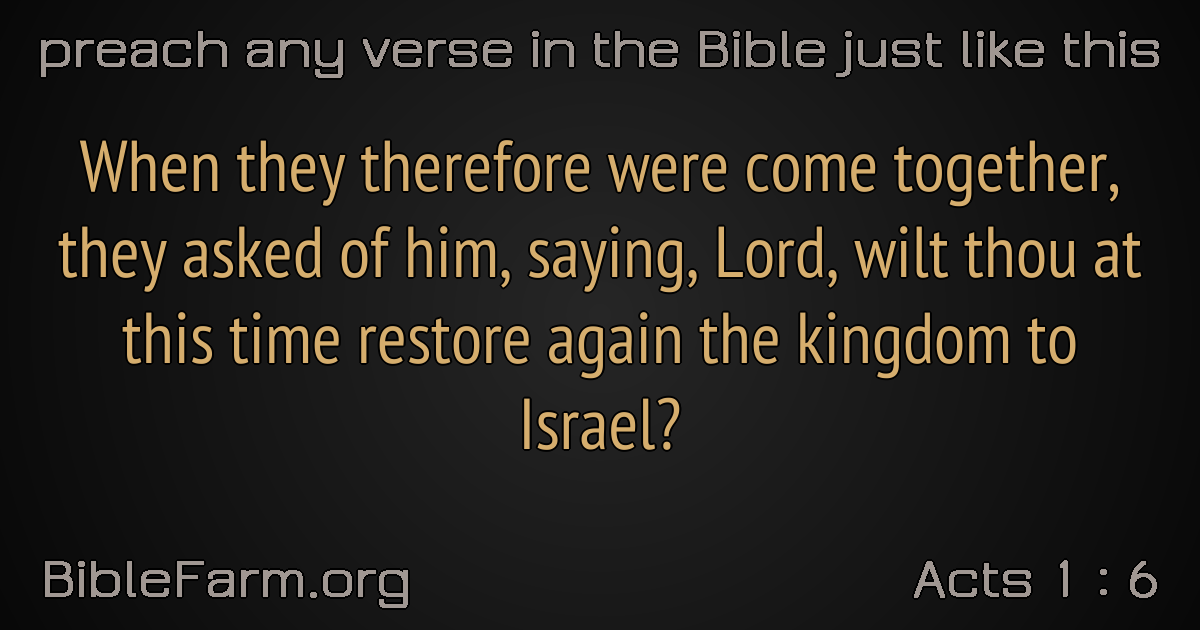 preach any verse in the Bible just like this
When they therefore were come together,
they asked of him, saying, Lord, wilt thou at
this time restore again the kingdom to
Israel?
BibleFarm.org
Acts 1 : 6